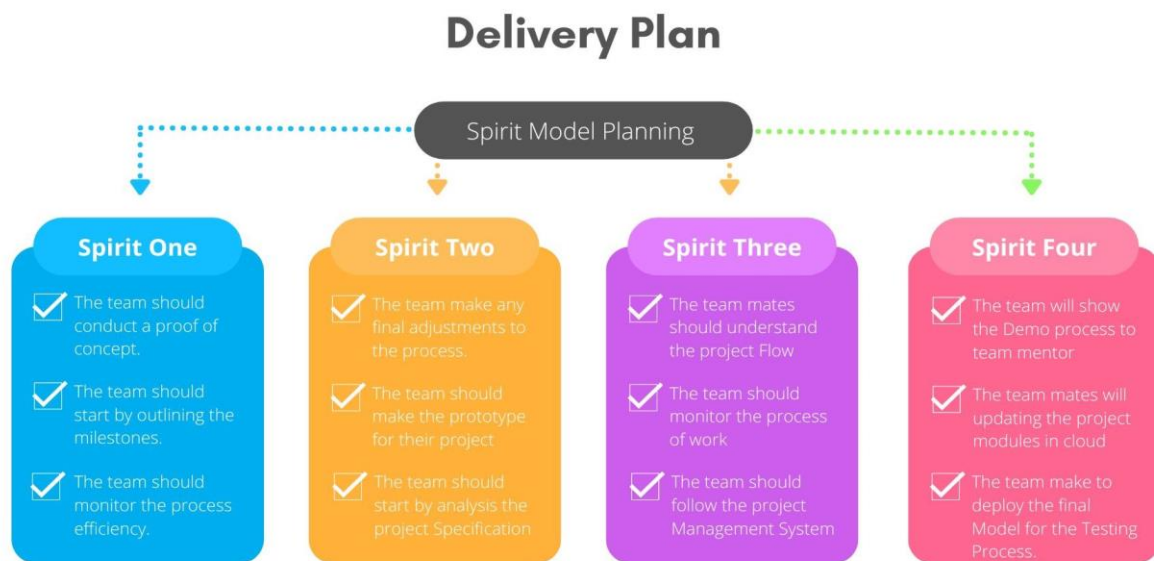 Delivery Plan
Spirit Model Planning
Spirit One
The team should
conduct a proof of
concept.
The team should
start by outlining the
milestones.
The team should
monitor the process
efficiency.
Spirit Two
The team make any
final adjustments to
the process.
The team should
make the prototype
for their project
The team should
start by analysis the
project Specification
Spirit Three
The team mates
should understand
the project Flow
The team should
monitor the process
of work
The team should
follow the project
Management System
Spirit Four
The team will show
the Demo process to
team mentor
The team mates will
updating the project
modules in cloud
The team make to
deploy the final
Model for the Testing
Process.